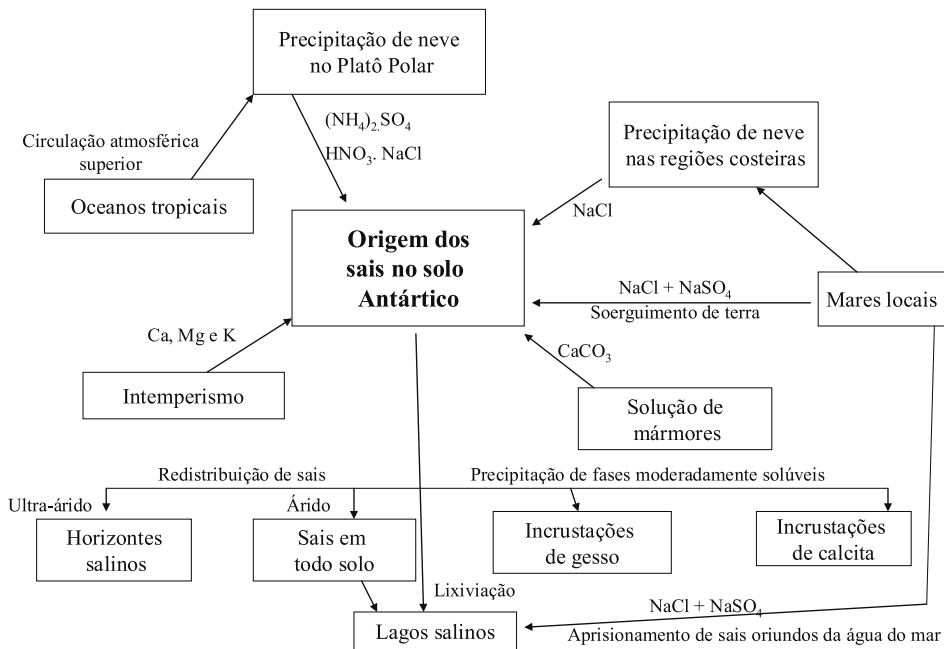 Precipitação de neve
no Platô Polar
(NH₄)₂.SO₄
HNO₃. NaCl
Circulação atmosférica
superior
Oceanos tropicais
Precipitação de neve
nas regiões costeiras
NaCl
Origem dos
sais no solo
Antártico
NaCl + NaSO₄
Soerguimento de terra
Mares locais
Ca, Mg e K
Intemperismo
CaCO₃
Solução de
mármores
Redistribuição de sais
Precipitação de fases moderadamente solúveis
Ultra-árido
Árido
Horizontes
salinos
Sais em
todo solo
Incrustações
de gesso
Incrustações
de calcita
Lixiviação
Lagos salinos
NaCl + NaSO₄
Aprisionamento de sais oriundos da água do mar